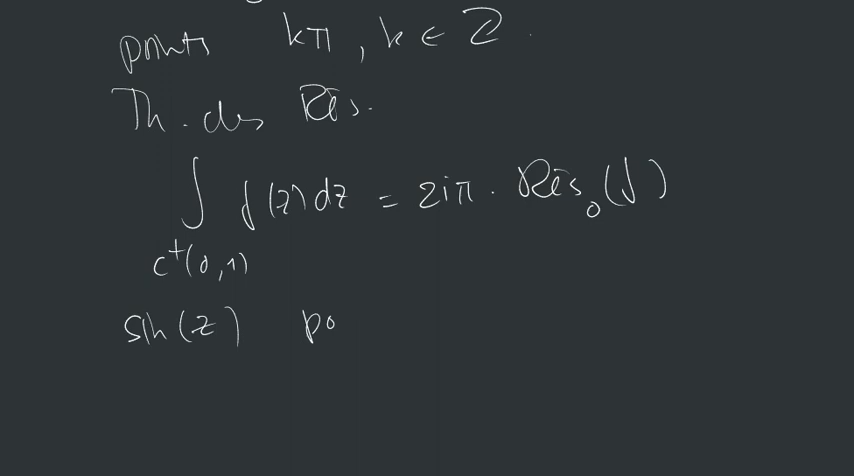 points kπ, k ∈ Z.
Th. des Rés.
∫ f(z) dz = 2iπ. Rés₀(f)
C⁺(0,1)
sin(z) po